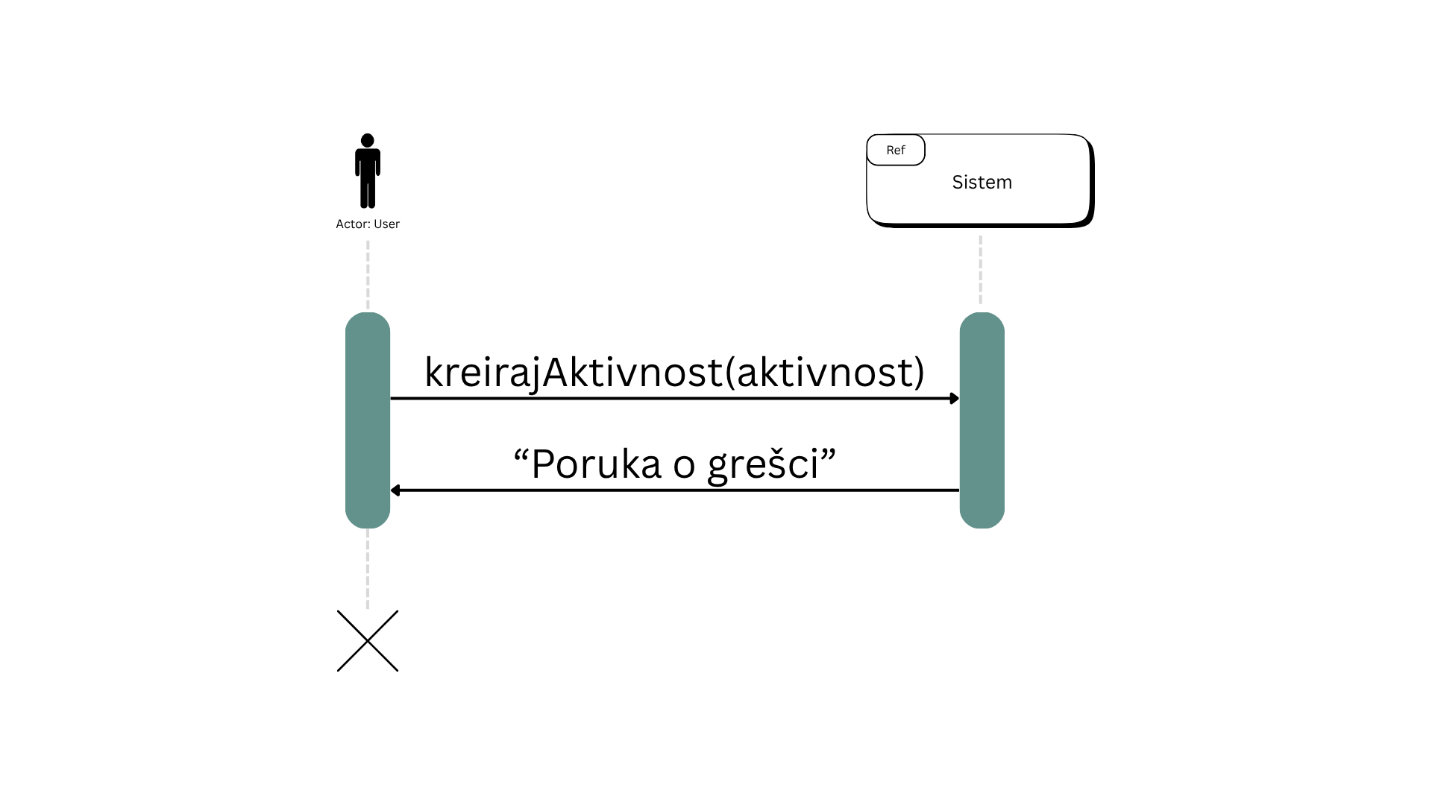 Ref
Sistem
Actor: User
kreirajAktivnost(aktivnost)
“Poruka o grešci”